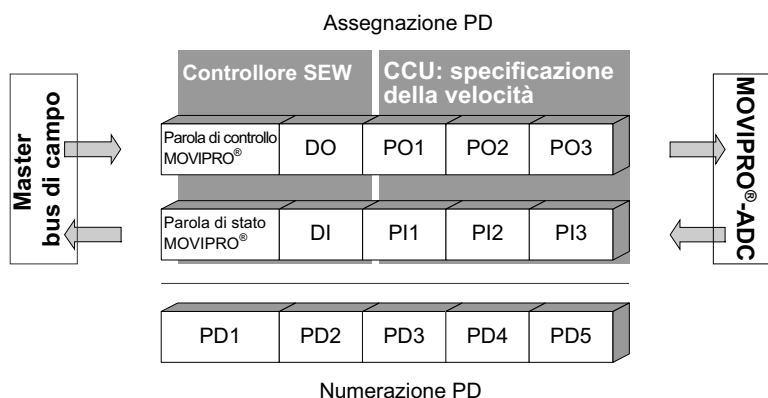 Assegnazione PD
Controllore SEW
CCU: specificazione
della velocità
Master
bus di campo
Parola di controllo
MOVIPRO®
DO
PO1
PO2
PO3
MOVIPRO®-ADC
Parola di stato
MOVIPRO®
DI
PI1
PI2
PI3
PD1
PD2
PD3
PD4
PD5
Numerazione PD